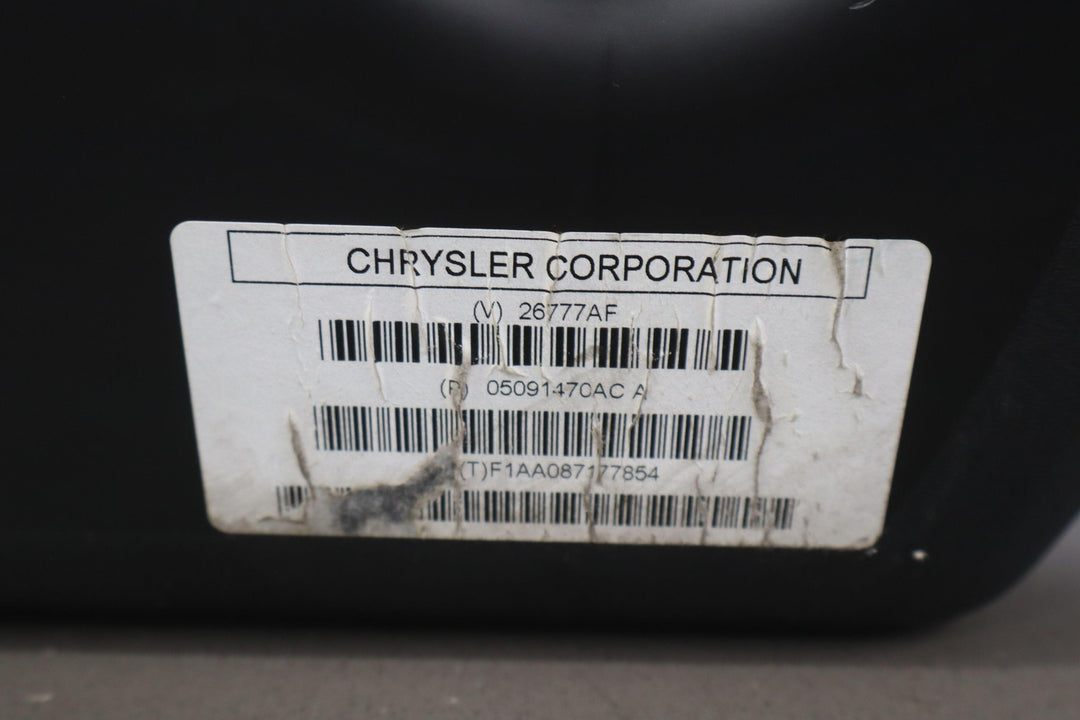 CHRYSLER CORPORATION
(V) 26777AF
(P) 05091470AC A
(T)F1AA087177854